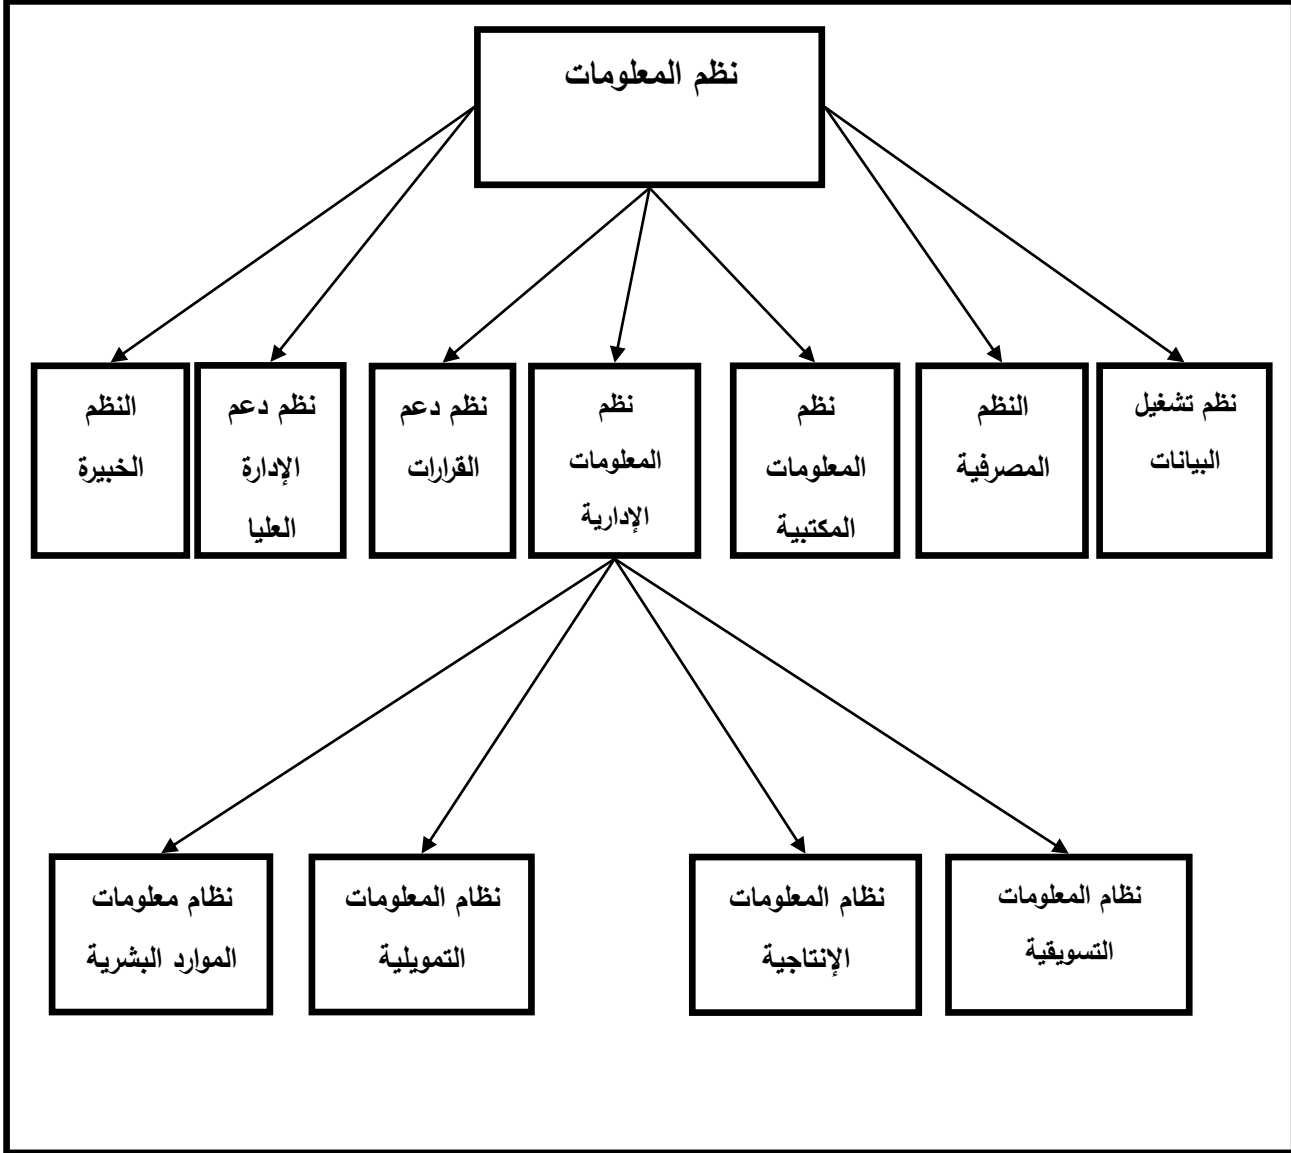 نظم المعلومات
نظم تشغيل
البيانات
النظم
المصرفية
نظم
المعلومات
المكتبية
نظم
المعلومات
الإدارية
نظم دعم
القرارات
نظم دعم
الإدارة
العليا
النظم
الخبيرة
نظام المعلومات
التسويقية
نظام المعلومات
الإنتاجية
نظام المعلومات
التمويلية
نظام معلومات
الموارد البشرية